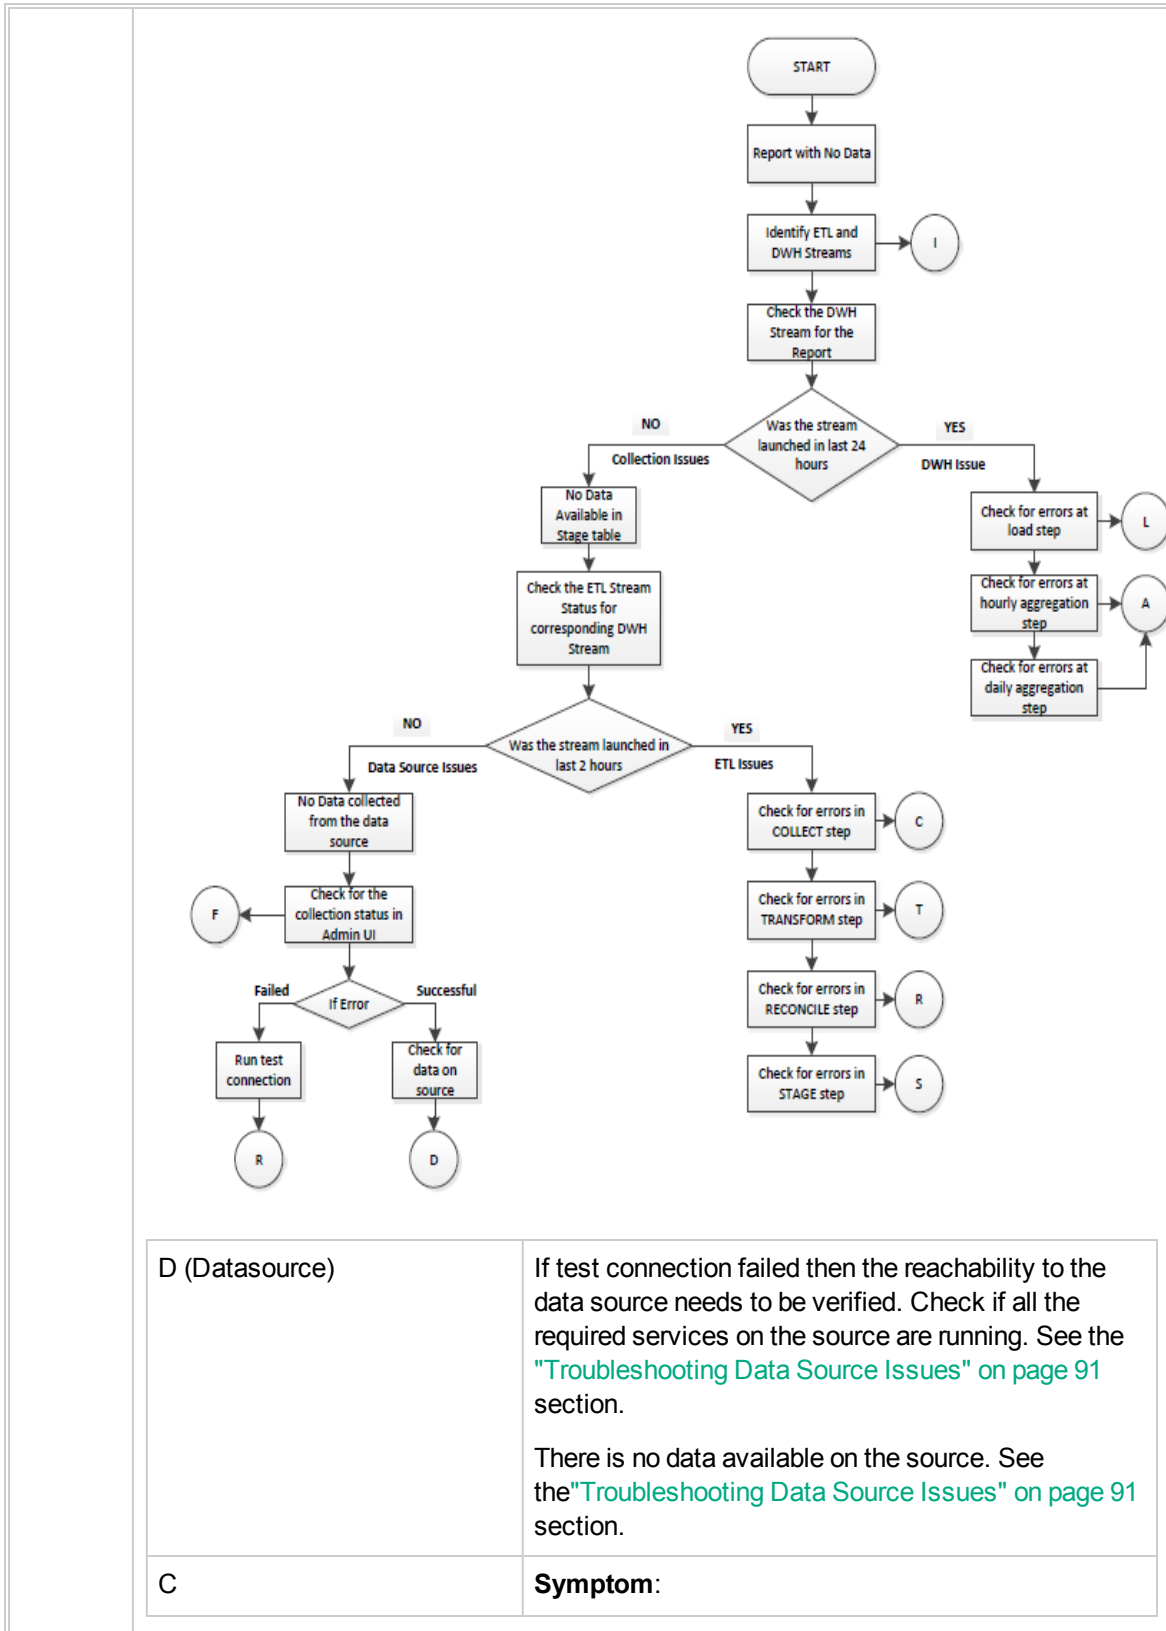 START
Report with No Data
Identify ETL and
DWH Streams
I
Check the DWH
Stream for the
Report
Was the stream
launched in last 24
hours
NO
Collection Issues
YES
DWH Issue
No Data
Available in
Stage table
Check for errors at
load step
L
Check the ETL Stream
Status for
corresponding DWH
Stream
Check for errors at
hourly aggregation
step
A
Check for errors at
daily aggregation
step
Was the stream launched in
last 2 hours
NO
Data Source Issues
YES
ETL Issues
No Data collected
from the data
source
Check for errors in
COLLECT step
C
Check for the
collection status in
Admin UI
F
Check for errors in
TRANSFORM step
T
If Error
Failed
Successful
Check for errors in
RECONCILE step
R
Run test
connection
Check for
data on
source
Check for errors in
STAGE step
S
R
D
D (Datasource)
If test connection failed then the reachability to the
data source needs to be verified. Check if all the
required services on the source are running. See the
"Troubleshooting Data Source Issues" on page 91
section.
There is no data available on the source. See
the"Troubleshooting Data Source Issues" on page 91
section.
C
Symptom: